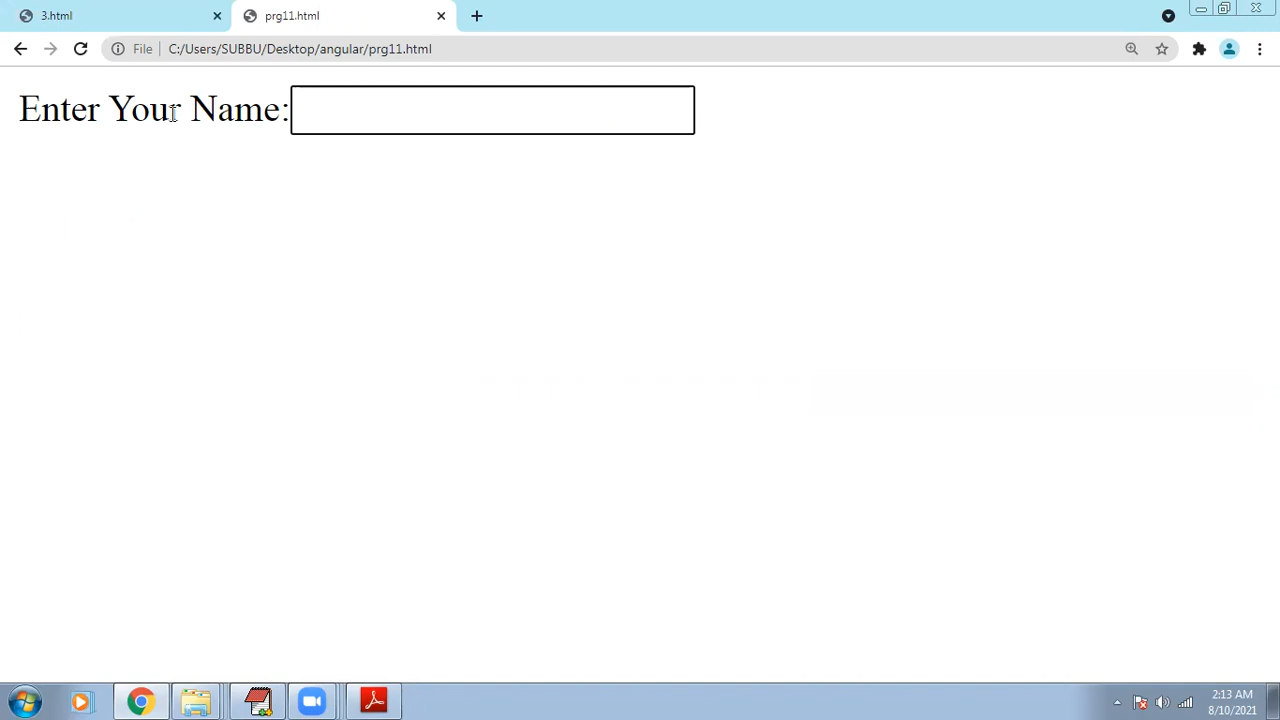 3.html
prg11.html
File
C:/Users/SUBBU/Desktop/angular/prg11.html
Enter Your Name:
2:13 AM
8/10/2021